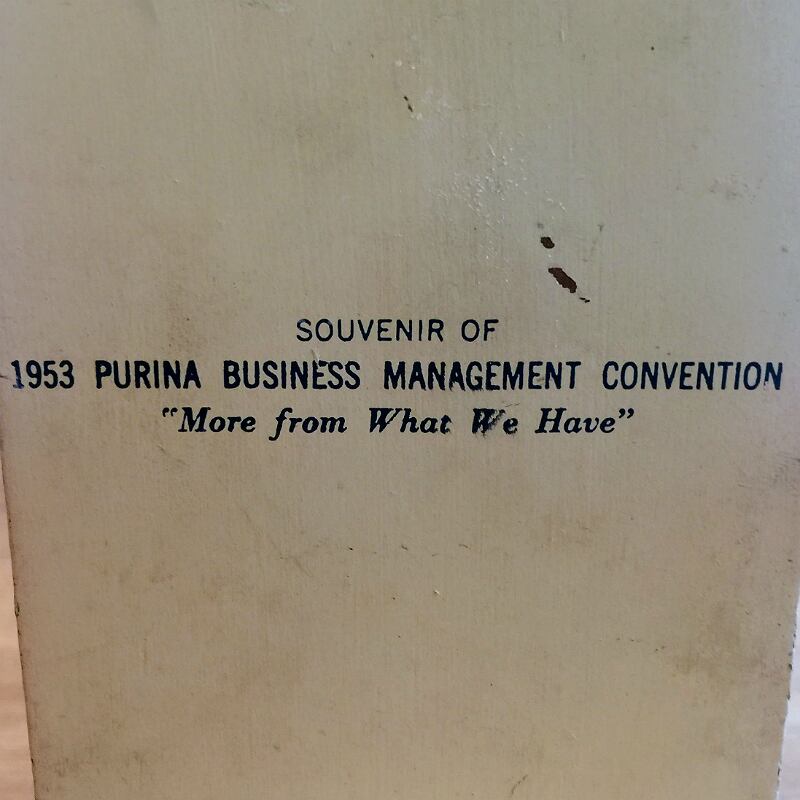 SOUVENIR OF
1953 PURINA BUSINESS MANAGEMENT CONVENTION
"More from What We Have"